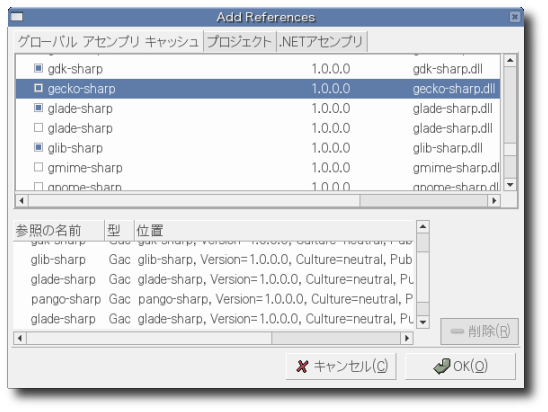 Add References
グローバル アセンブリ キャッシュ プロジェクト .NETアセンブリ
gdk-sharp 1.0.0.0 gdk-sharp.dll
gecko-sharp 1.0.0.0 gecko-sharp.dll
glade-sharp 1.0.0.0 glade-sharp.dll
glade-sharp 1.0.0.0 glade-sharp.dll
glib-sharp 1.0.0.0 glib-sharp.dll
gmime-sharp 1.0.0.0 gmime-sharp.dl
gnome-sharp 1.0.0.0 gnome-sharp.dl
参照の名前 型 位置
gdk-sharp Gac gdk-sharp, Version=1.0.0.0, Culture=neutral, Pub
glib-sharp Gac glib-sharp, Version=1.0.0.0, Culture=neutral, Pub
glade-sharp Gac glade-sharp, Version=1.0.0.0, Culture=neutral, Pu
pango-sharp Gac pango-sharp, Version=1.0.0.0, Culture=neutral, Pu
glade-sharp Gac glade-sharp, Version=1.0.0.0, Culture=neutral, Pu
削除(R)
キャンセル(C) OK(O)